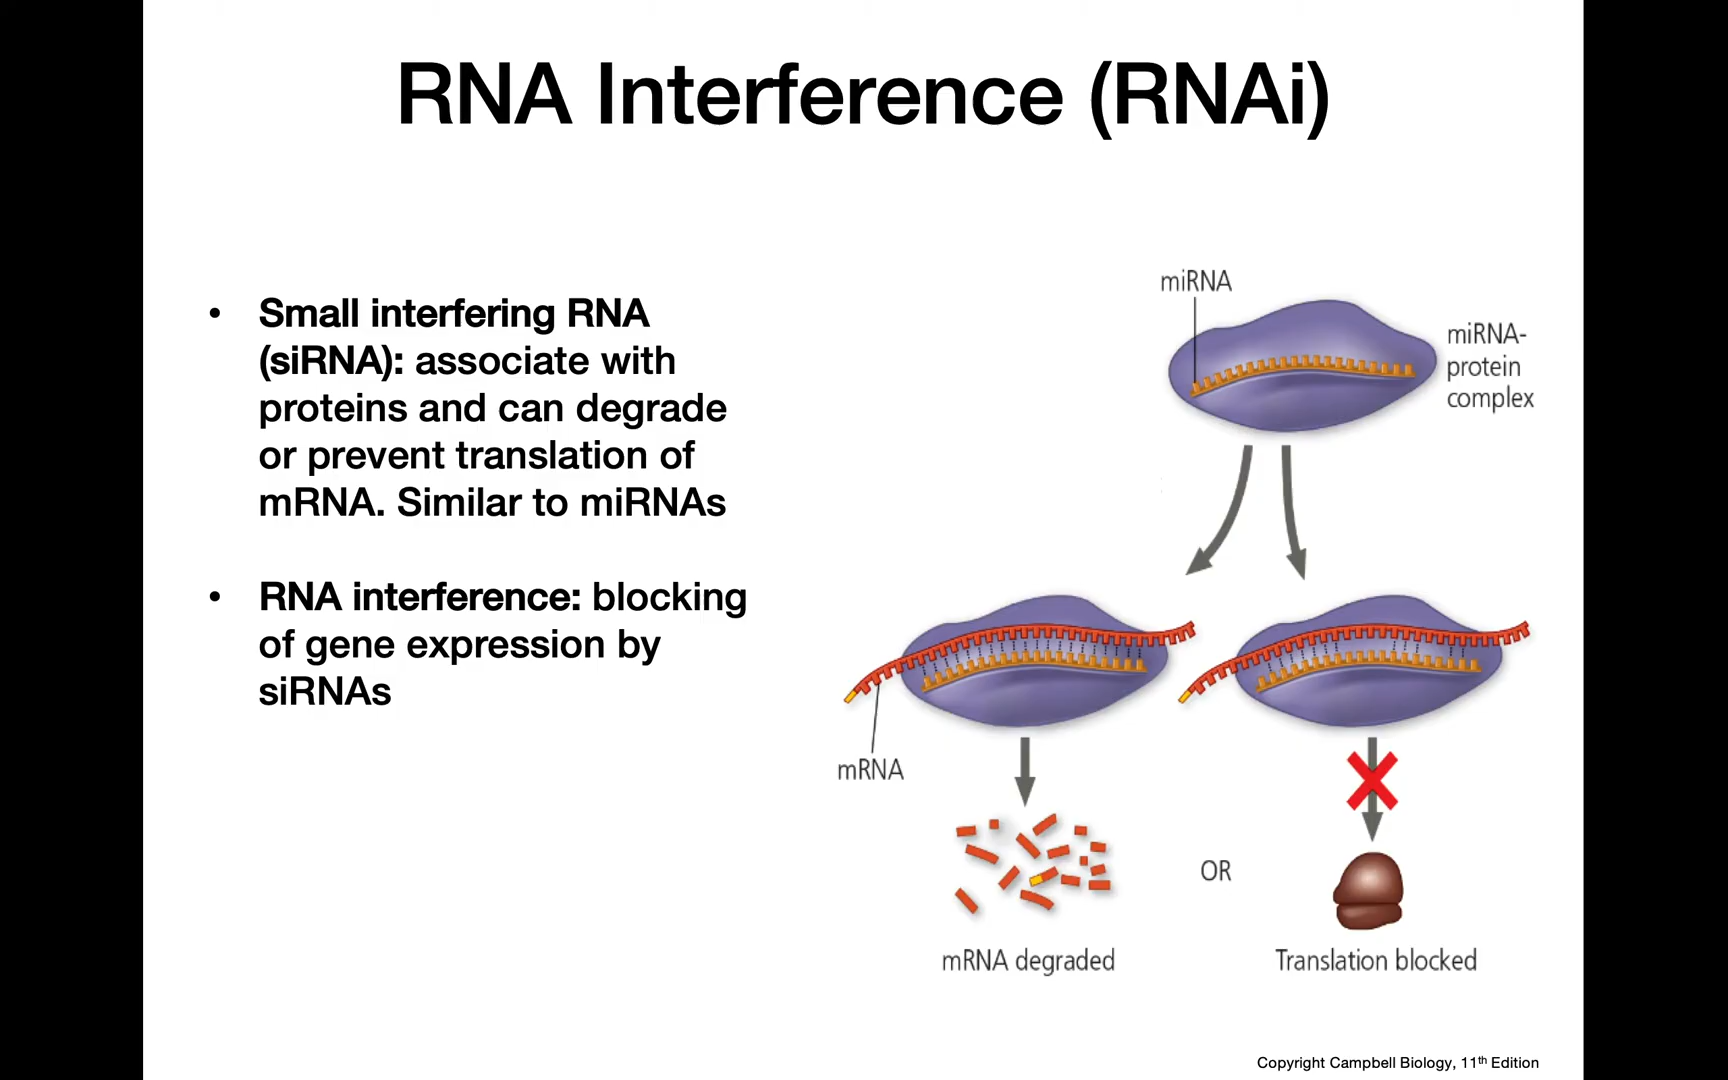 RNA Interference (RNAi)
• Small interfering RNA
(siRNA): associate with
proteins and can degrade
or prevent translation of
mRNA. Similar to miRNAs
• RNA interference: blocking
of gene expression by
siRNAs
miRNA
miRNA-
protein
complex
mRNA
OR
mRNA degraded
Translation blocked
Copyright Campbell Biology, 11th Edition